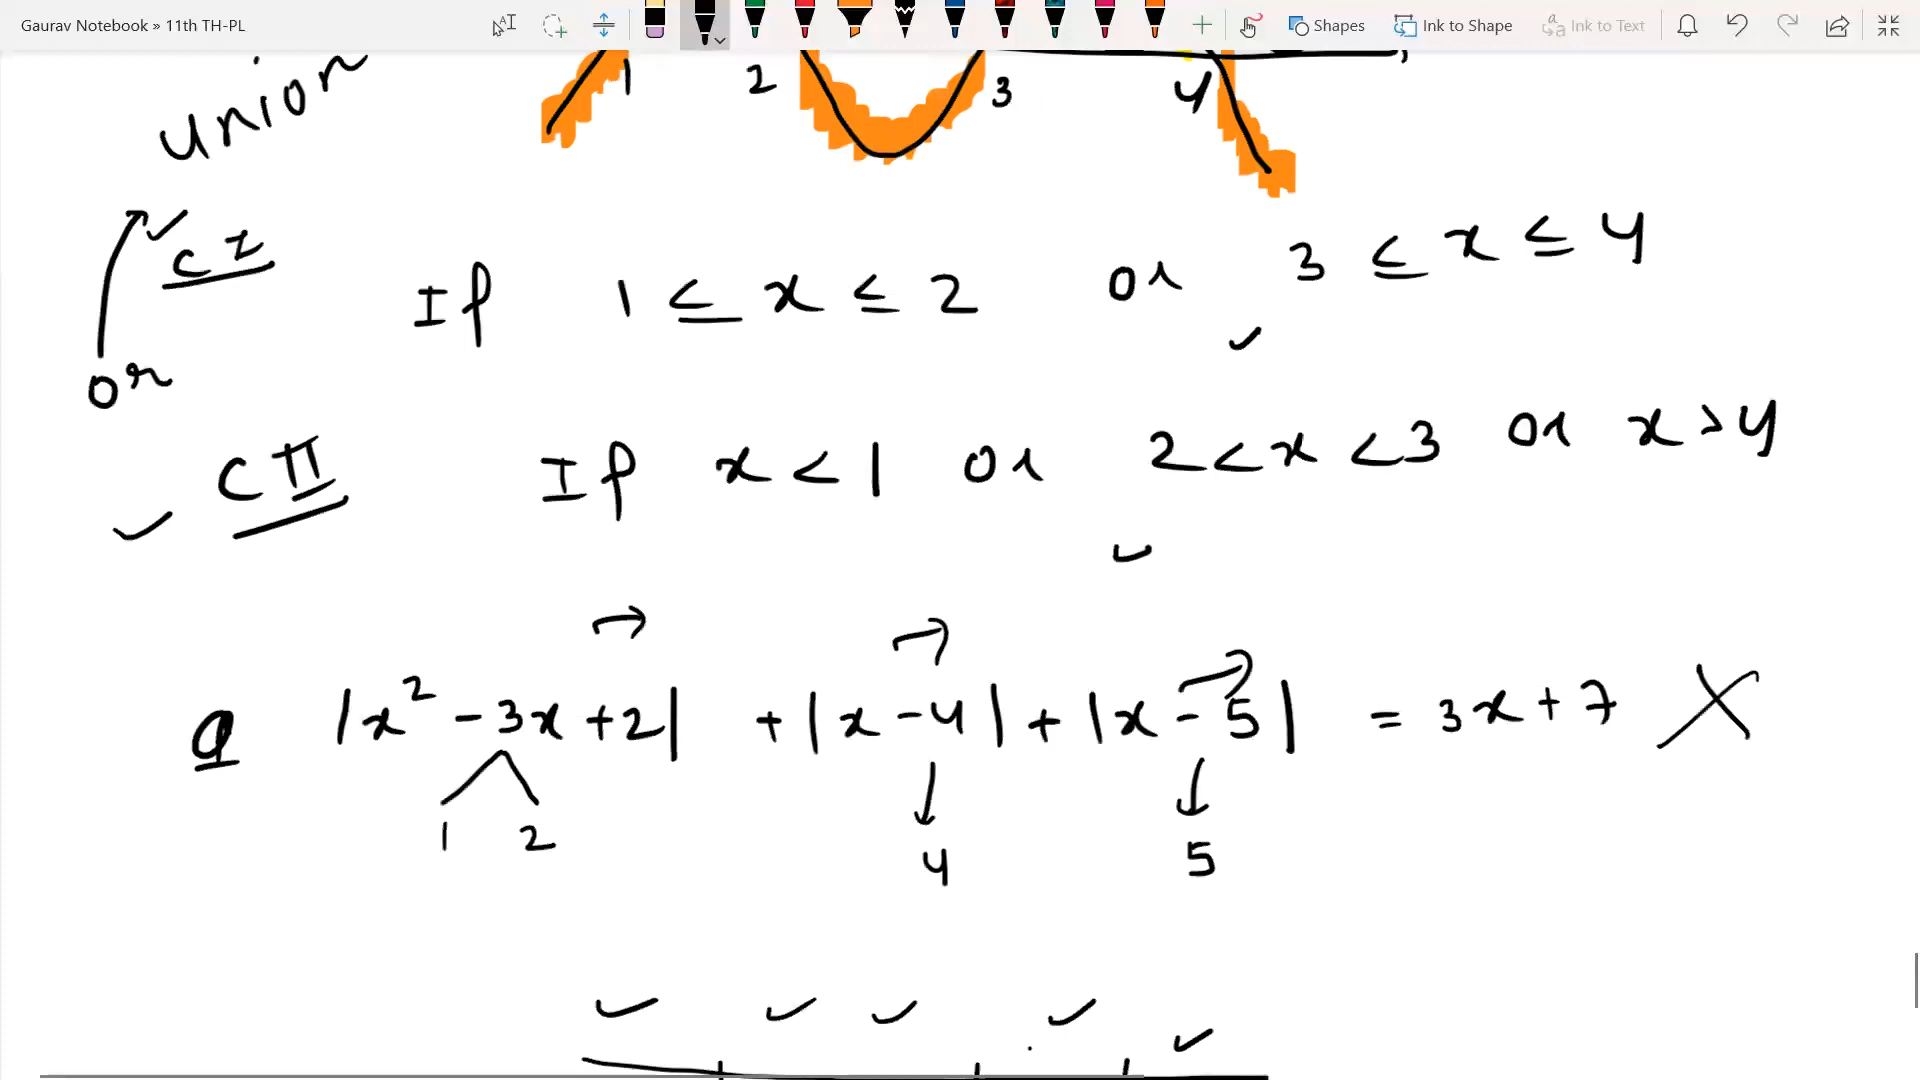 Gaurav Notebook » 11th TH-PL
Shapes Ink to Shape Ink to Text
union 1 2 3 4
C I If 1 ≤ x ≤ 2 or 3 ≤ x ≤ 4
or
C II If x < 1 or 2 < x < 3 or x > 4
Q |x² - 3x + 2| + |x - 4| + |x - 5| = 3x + 7
1 2 4 5